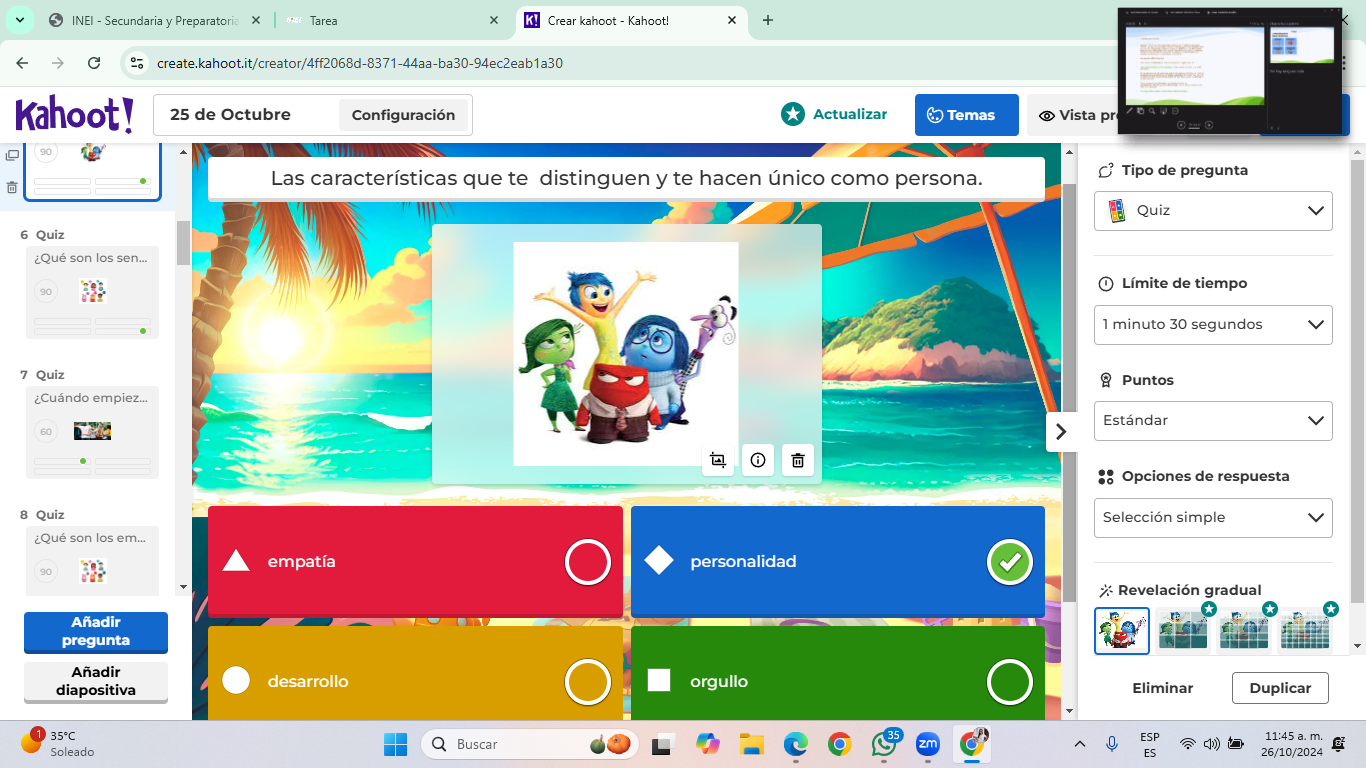 INEI - Secundaria y Preparatoria
Tarea
Crear kahoot - Kahoot!
create.kahoot.it/creator/4ff2068d-8371-44aa-ba30-94ec2eab1a30
Kahoot!
25 de Octubre
Configuración
Actualizar
Temas
Vista
90
6 Quiz
¿Qué son los sen...
90
7 Quiz
¿Cuándo empiez...
60
8 Quiz
¿Qué son los em...
90
Añadir
pregunta
Añadir
diapositiva
Las características que te distinguen y te hacen único como persona.
empatía
personalidad
desarrollo
orgullo
Tipo de pregunta
Quiz
Límite de tiempo
1 minuto 30 segundos
Puntos
Estándar
Opciones de respuesta
Selección simple
Revelación gradual
Eliminar
Duplicar
1
35°C
Soleado
Buscar
35
zm
ESP
ES
11:45 a. m.
26/10/2024